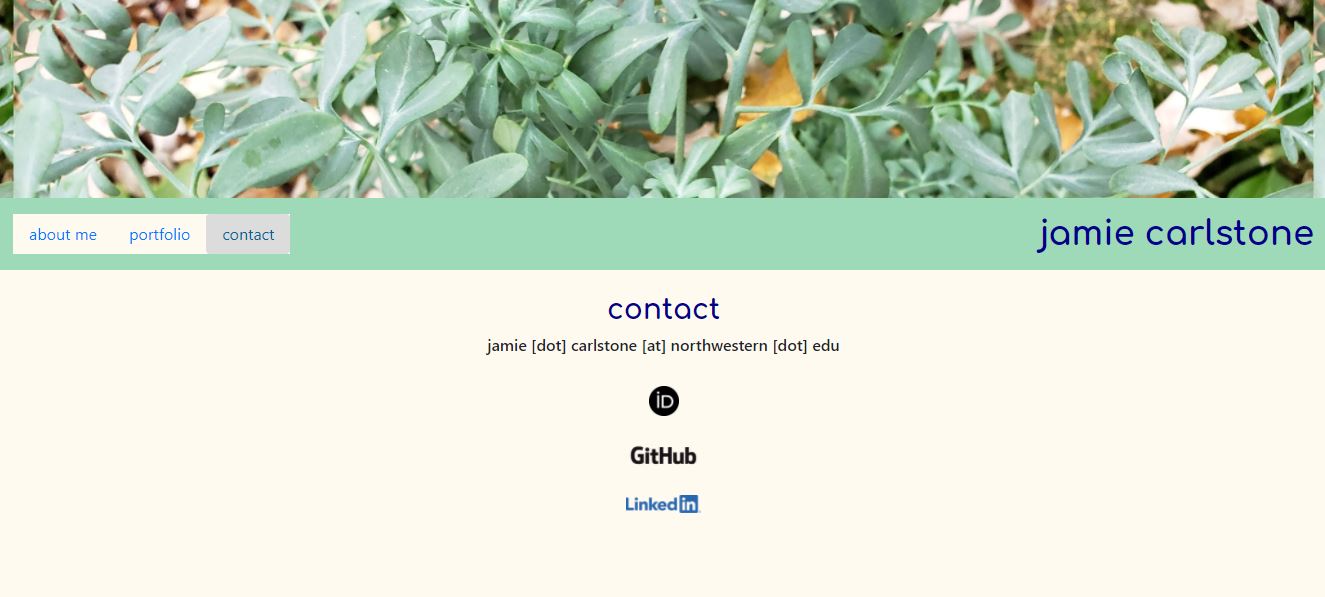 about me portfolio contact jamie carlstone
contact
jamie [dot] carlstone [at] northwestern [dot] edu
iD
GitHub
Linkedin